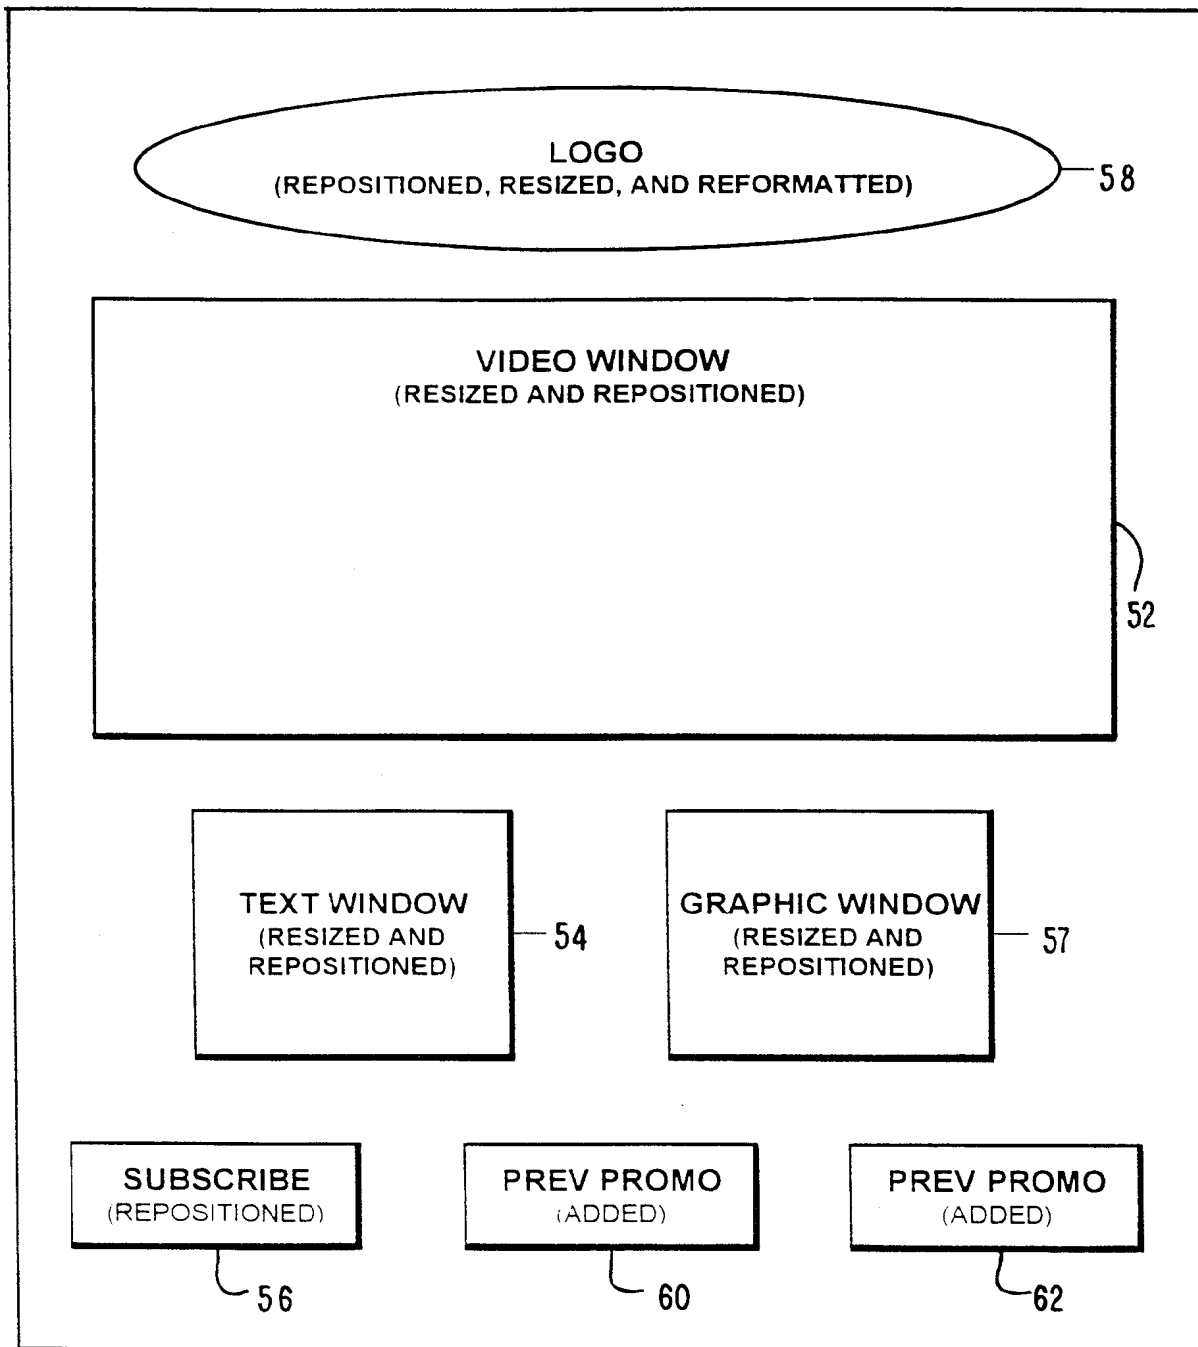 LOGO
(REPOSITIONED, RESIZED, AND REFORMATTED)
58
VIDEO WINDOW
(RESIZED AND REPOSITIONED)
52
TEXT WINDOW
(RESIZED AND
REPOSITIONED)
54
GRAPHIC WINDOW
(RESIZED AND
REPOSITIONED)
57
SUBSCRIBE
(REPOSITIONED)
56
PREV PROMO
(ADDED)
60
PREV PROMO
(ADDED)
62